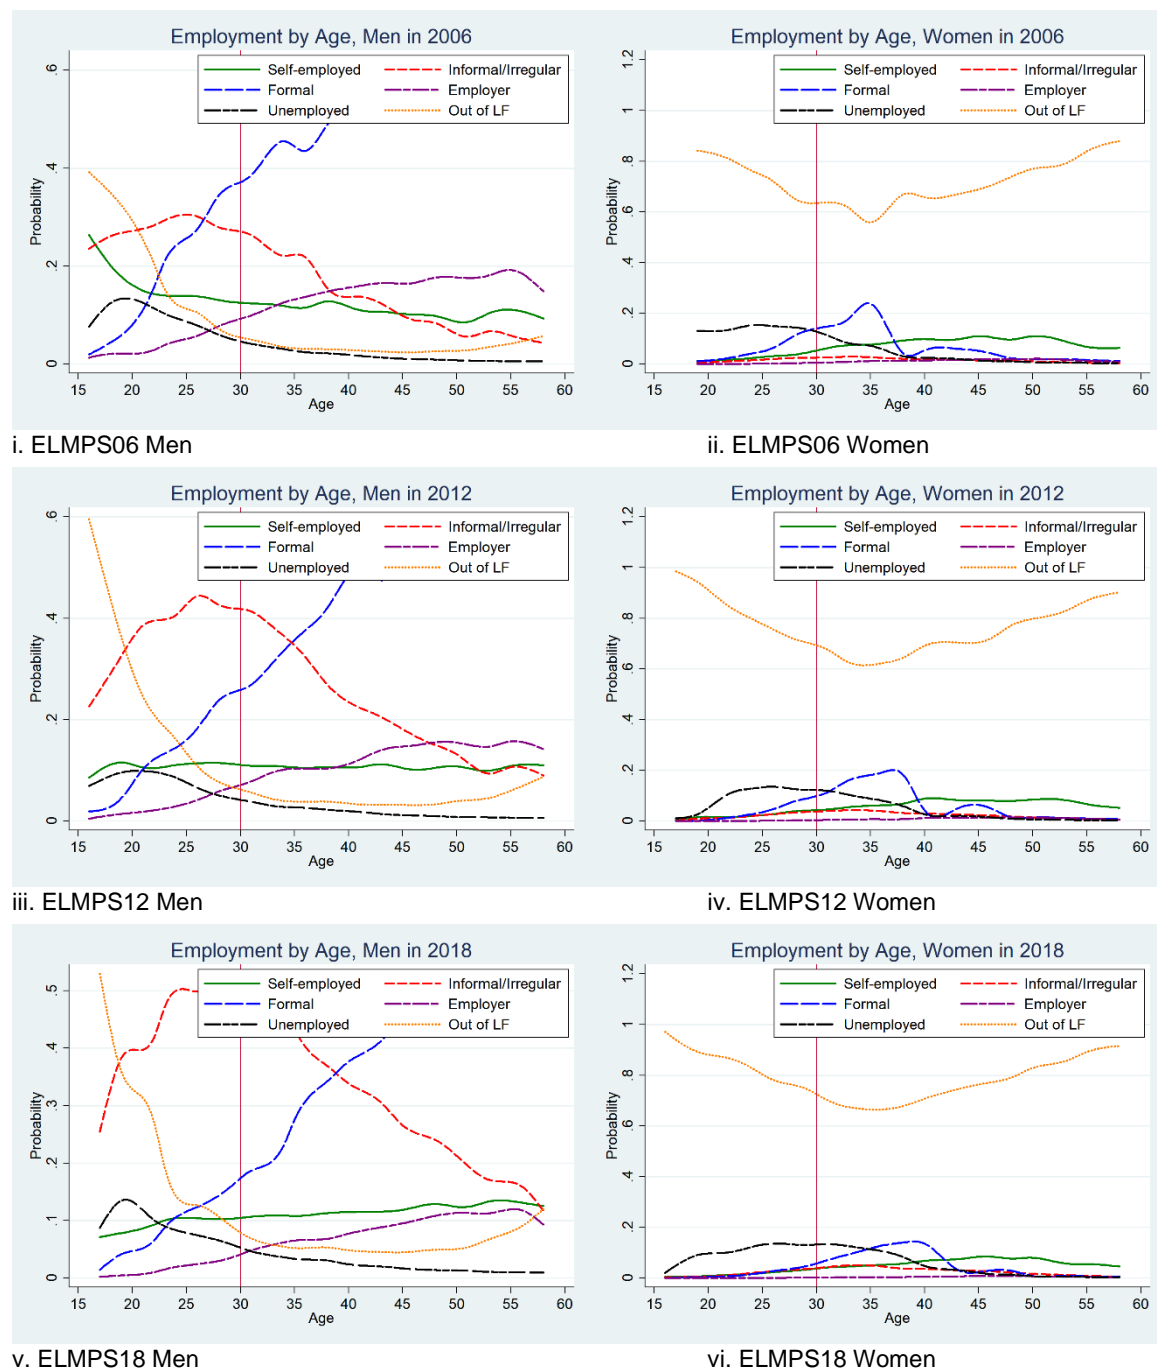 Employment by Age, Men in 2006
Self-employed Informal/Irregular
Formal Employer
Unemployed Out of LF
Probability
0 .2 .4 .6
15 20 25 30 35 40 45 50 55 60
Age
i. ELMPS06 Men
Employment by Age, Women in 2006
Self-employed Informal/Irregular
Formal Employer
Unemployed Out of LF
Probability
0 .2 .4 .6 .8 1 1.2
15 20 25 30 35 40 45 50 55 60
Age
ii. ELMPS06 Women
Employment by Age, Men in 2012
Self-employed Informal/Irregular
Formal Employer
Unemployed Out of LF
Probability
0 .2 .4 .6
15 20 25 30 35 40 45 50 55 60
Age
iii. ELMPS12 Men
Employment by Age, Women in 2012
Self-employed Informal/Irregular
Formal Employer
Unemployed Out of LF
Probability
0 .2 .4 .6 .8 1 1.2
15 20 25 30 35 40 45 50 55 60
Age
iv. ELMPS12 Women
Employment by Age, Men in 2018
Self-employed Informal/Irregular
Formal Employer
Unemployed Out of LF
Probability
0 .1 .2 .3 .4 .5
15 20 25 30 35 40 45 50 55 60
Age
v. ELMPS18 Men
Employment by Age, Women in 2018
Self-employed Informal/Irregular
Formal Employer
Unemployed Out of LF
Probability
0 .2 .4 .6 .8 1 1.2
15 20 25 30 35 40 45 50 55 60
Age
vi. ELMPS18 Women